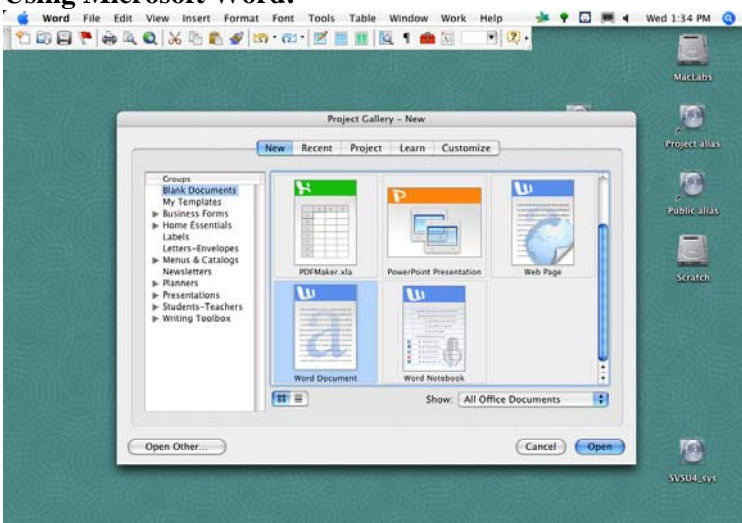 Using Microsoft Word:
Word File Edit View Insert Format Font Tools Table Window Work Help Wed 1:34 PM
MacLabs
Project Gallery – New
New Recent Project Learn Customize
Project alias
Groups
Blank Documents
My Templates
Business Forms
Home Essentials
Labels
Letters–Envelopes
Menus & Catalogs
Newsletters
Planners
Presentations
Students–Teachers
Writing Toolbox
PDFMaker.xla PowerPoint Presentation Web Page
Word Document Word Notebook
Public alias
Scratch
Show: All Office Documents
Open Other... Cancel Open
SVSU4_sys